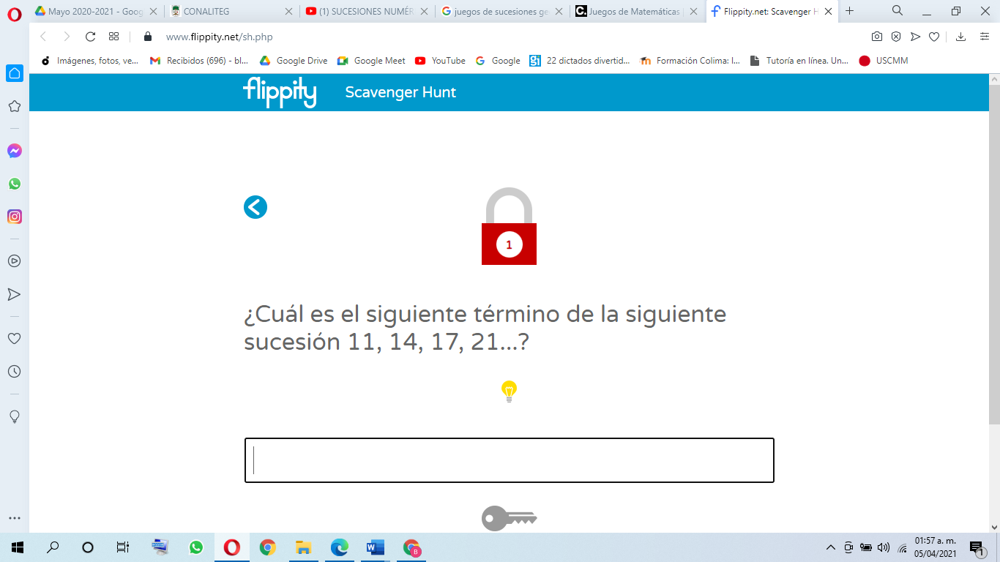 Mayo 2020-2021 - Goog
CONALITEG
(1) SUCESIONES NUMÉR
juegos de sucesiones ge
Juegos de Matemáticas
Flippity.net: Scavenger H
www.flippity.net/sh.php
Imágenes, fotos, ve...
Recibidos (696) - bl...
Google Drive
Google Meet
YouTube
Google
22 dictados divertid...
Formación Colima: I...
Tutoría en línea. Un...
USCMM
flippity
Scavenger Hunt
1
¿Cuál es el siguiente término de la siguiente
sucesión 11, 14, 17, 21...?
01:57 a. m.
05/04/2021
1